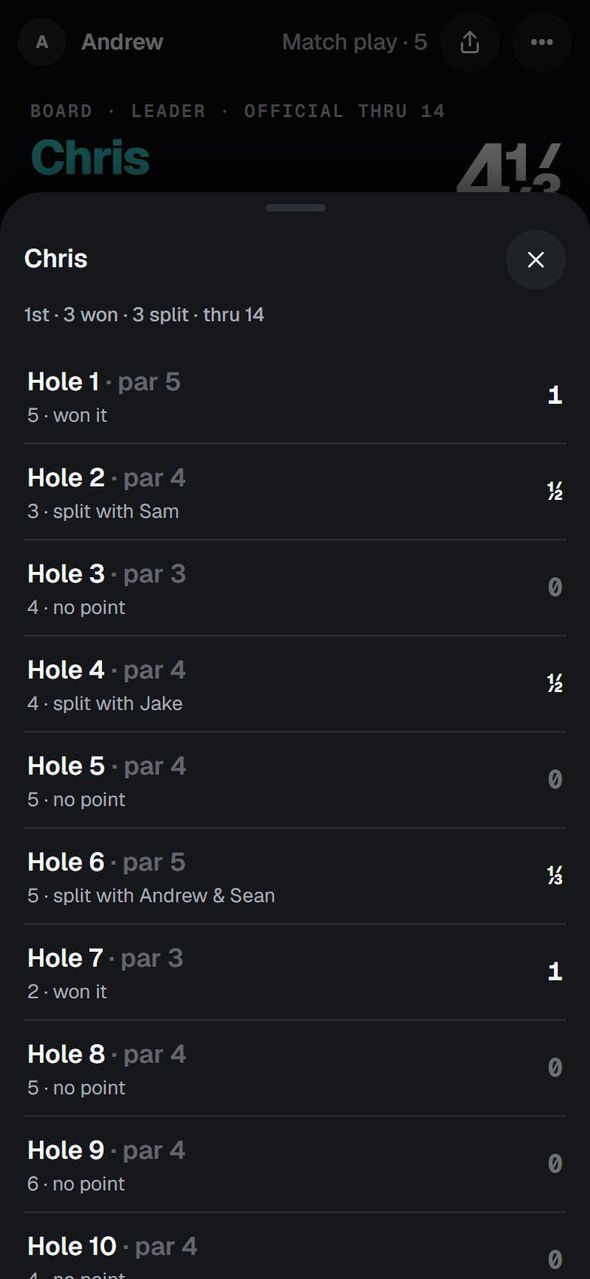 A Andrew Match play · 5
BOARD · LEADER · OFFICIAL THRU 14
Chris 4⅓
Chris
1st · 3 won · 3 split · thru 14
Hole 1 · par 5
5 · won it
1
Hole 2 · par 4
3 · split with Sam
½
Hole 3 · par 3
4 · no point
0
Hole 4 · par 4
4 · split with Jake
½
Hole 5 · par 4
5 · no point
0
Hole 6 · par 5
5 · split with Andrew & Sean
⅓
Hole 7 · par 3
2 · won it
1
Hole 8 · par 4
5 · no point
0
Hole 9 · par 4
6 · no point
0
Hole 10 · par 4
4 · no point
0